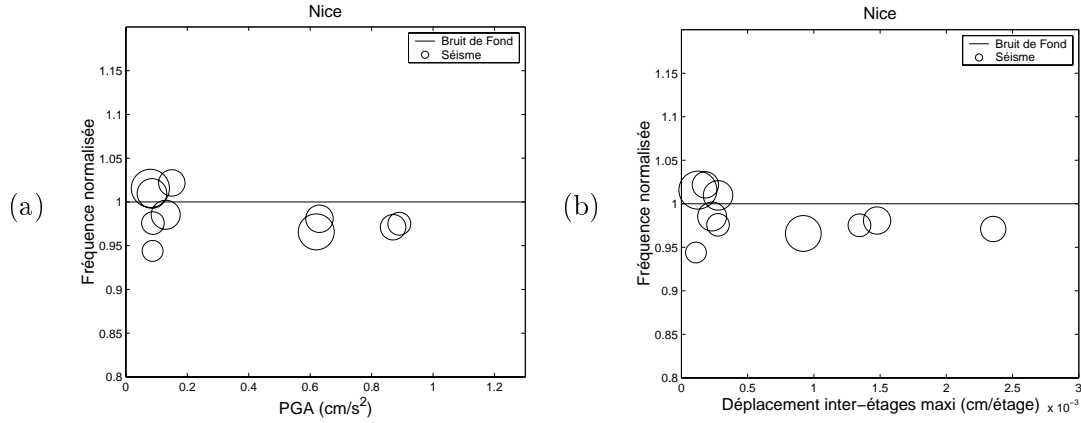 (a)
Nice
Bruit de Fond
Séisme
1.15
1.1
1.05
1
0.95
0.9
0.85
0.8
Fréquence normalisée
0 0.2 0.4 0.6 0.8 1 1.2
PGA (cm/s²)
(b)
Nice
Bruit de Fond
Séisme
1.15
1.1
1.05
1
0.95
0.9
0.85
0.8
Fréquence normalisée
0 0.5 1 1.5 2 2.5 3
Déplacement inter−étages maxi (cm/étage) x 10⁻³